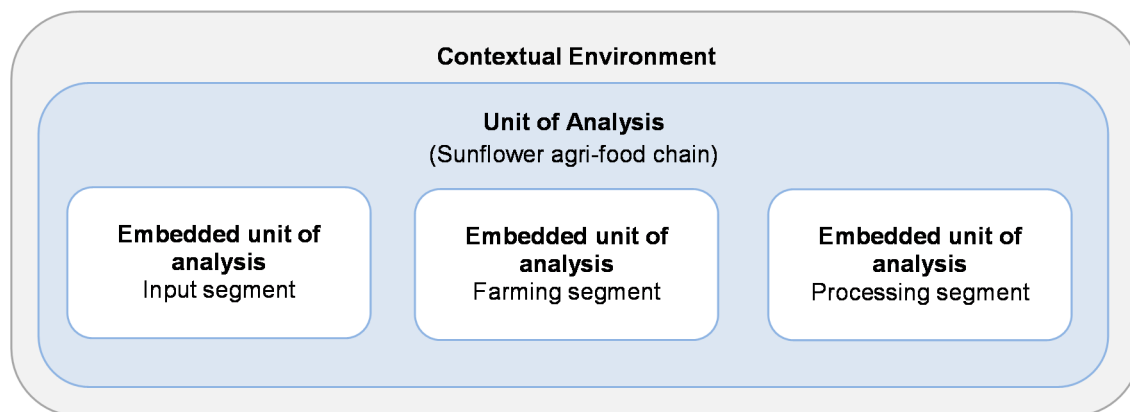 Contextual Environment
Unit of Analysis
(Sunflower agri-food chain)
Embedded unit of
analysis
Input segment
Embedded unit of
analysis
Farming segment
Embedded unit of
analysis
Processing segment